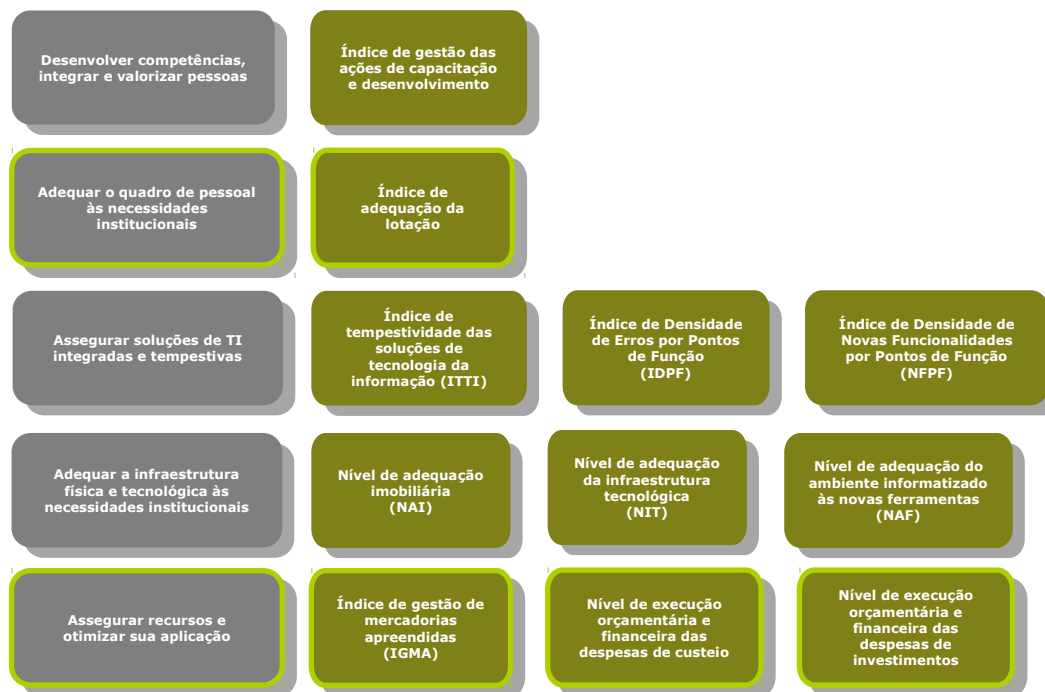 Desenvolver competências,
integrar e valorizar pessoas
Índice de gestão das
ações de capacitação
e desenvolvimento
Adequar o quadro de pessoal
às necessidades
institucionais
Índice de
adequação da
lotação
Assegurar soluções de TI
integradas e tempestivas
Índice de
tempestividade das
soluções de
tecnologia da
informação (ITTI)
Índice de Densidade
de Erros por Pontos
de Função
(IDPF)
Índice de Densidade de
Novas Funcionalidades
por Pontos de Função
(NFPF)
Adequar a infraestrutura
física e tecnológica às
necessidades institucionais
Nível de adequação
imobiliária
(NAI)
Nível de adequação
da infraestrutura
tecnológica
(NIT)
Nível de adequação do
ambiente informatizado
às novas ferramentas
(NAF)
Assegurar recursos e
otimizar sua aplicação
Índice de gestão de
mercadorias
apreendidas
(IGMA)
Nível de execução
orçamentária e
financeira das
despesas de custeio
Nível de execução
orçamentária e
financeira das
despesas de
investimentos